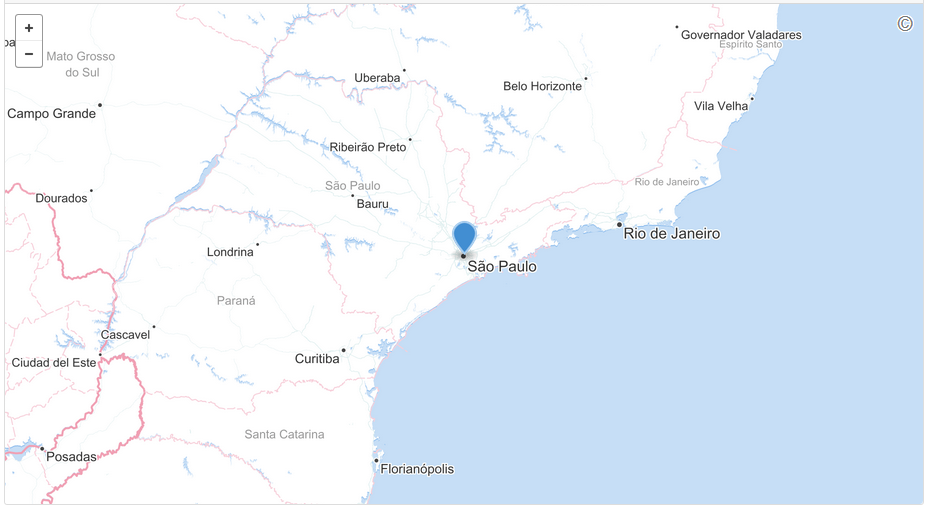 +
©
Governador Valadares
Espírito Santo
−
Mato Grosso
do Sul
Uberaba
Belo Horizonte
Vila Velha
Campo Grande
Ribeirão Preto
São Paulo
Rio de Janeiro
Dourados
Bauru
Rio de Janeiro
Londrina
São Paulo
Paraná
Cascavel
Curitiba
Ciudad del Este
Santa Catarina
Posadas
Florianópolis